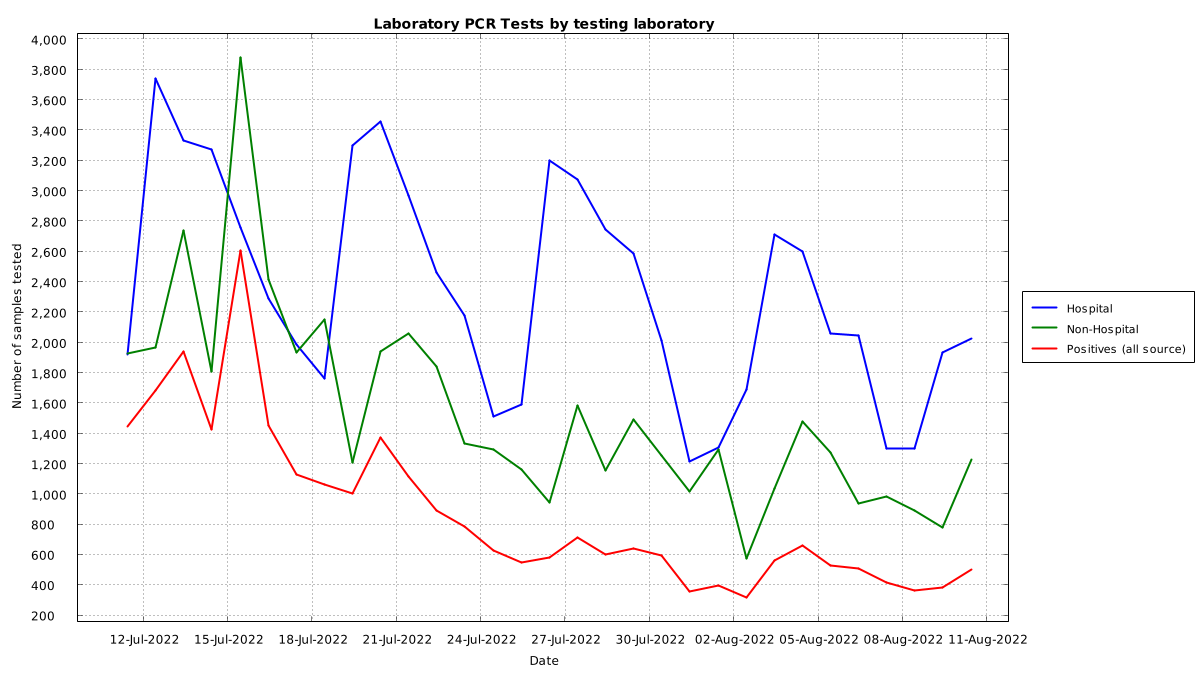 Laboratory PCR Tests by testing laboratory
4,000
3,800
3,600
3,400
3,200
3,000
2,800
2,600
2,400
2,200
2,000
1,800
1,600
1,400
1,200
1,000
800
600
400
200
Number of samples tested
12-Jul-2022 15-Jul-2022 18-Jul-2022 21-Jul-2022 24-Jul-2022 27-Jul-2022 30-Jul-2022 02-Aug-2022 05-Aug-2022 08-Aug-2022 11-Aug-2022
Date
Hospital
Non-Hospital
Positives (all source)